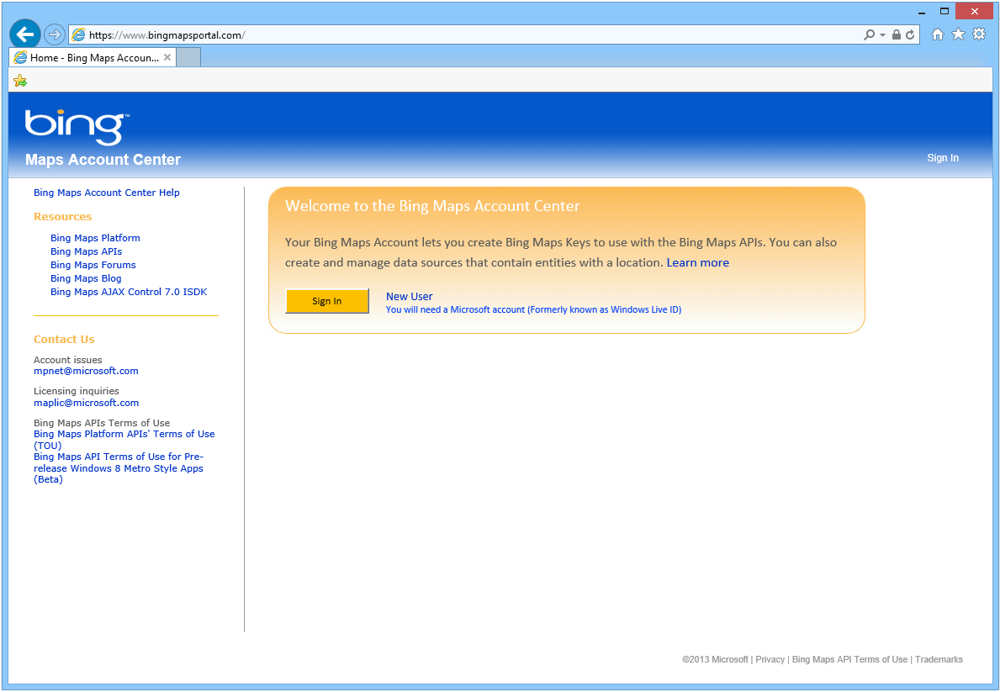 https://www.bingmapsportal.com/
Home - Bing Maps Accoun...
bing™
Maps Account Center
Sign In
Bing Maps Account Center Help
Resources
Bing Maps Platform
Bing Maps APIs
Bing Maps Forums
Bing Maps Blog
Bing Maps AJAX Control 7.0 ISDK
Contact Us
Account issues
mpnet@microsoft.com
Licensing inquiries
maplic@microsoft.com
Bing Maps APIs Terms of Use
Bing Maps Platform APIs' Terms of Use
(TOU)
Bing Maps API Terms of Use for Pre-
release Windows 8 Metro Style Apps
(Beta)
Welcome to the Bing Maps Account Center
Your Bing Maps Account lets you create Bing Maps Keys to use with the Bing Maps APIs. You can also
create and manage data sources that contain entities with a location. Learn more
Sign In
New User
You will need a Microsoft account (Formerly known as Windows Live ID)
©2013 Microsoft | Privacy | Bing Maps API Terms of Use | Trademarks